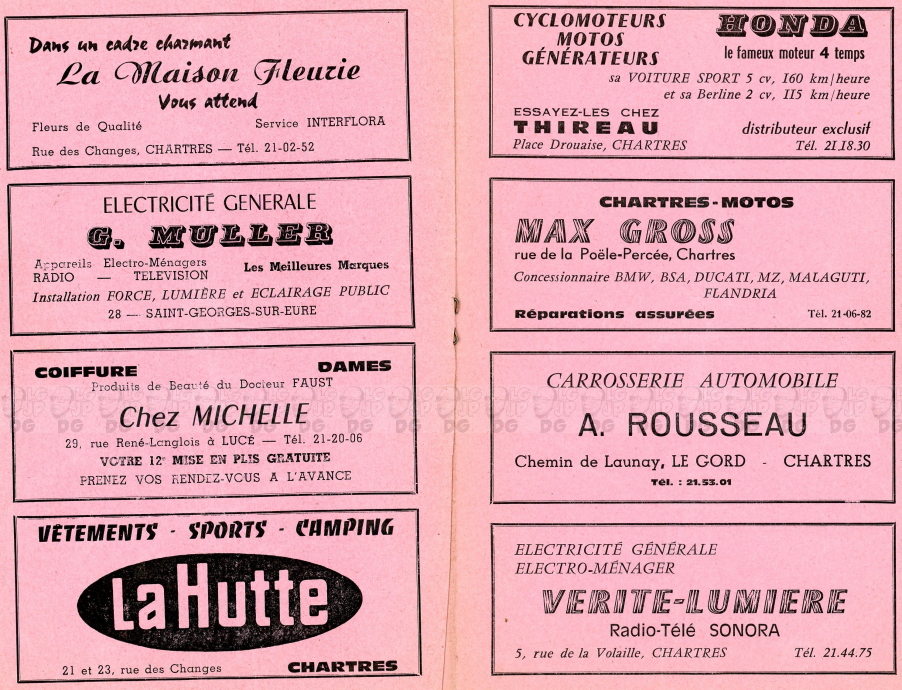 Dans un cadre charmant
La Maison Fleurie
Vous attend
Fleurs de Qualité Service INTERFLORA
Rue des Changes, CHARTRES — Tél. 21-02-52
ELECTRICITÉ GENERALE
G. MULLER
Appareils Electro-Ménagers
RADIO — TELEVISION Les Meilleures Marques
Installation FORCE, LUMIÈRE et ECLAIRAGE PUBLIC
28 — SAINT-GEORGES-SUR-EURE
COIFFURE DAMES
Produits de Beauté du Docteur FAUST
Chez MICHELLE
29, rue René-Langlois à LUCÉ — Tél. 21-20-06
VOTRE 12e MISE EN PLIS GRATUITE
PRENEZ VOS RENDEZ-VOUS A L'AVANCE
VÊTEMENTS - SPORTS - CAMPING
La Hutte
21 et 23, rue des Changes CHARTRES
CYCLOMOTEURS
MOTOS
GÉNÉRATEURS
HONDA
le fameux moteur 4 temps
sa VOITURE SPORT 5 cv, 160 km/heure
et sa Berline 2 cv, 115 km/heure
ESSAYEZ-LES CHEZ
THIREAU distributeur exclusif
Place Drouaise, CHARTRES Tél. 21.18.30
CHARTRES-MOTOS
MAX GROSS
rue de la Poële-Percée, Chartres
Concessionnaire BMW, BSA, DUCATI, MZ, MALAGUTI,
FLANDRIA
Réparations assurées Tél. 21-06-82
CARROSSERIE AUTOMOBILE
A. ROUSSEAU
Chemin de Launay, LE GORD - CHARTRES
Tél. : 21.53.01
ELECTRICITÉ GÉNÉRALE
ELECTRO-MÉNAGER
VERITE-LUMIERE
Radio-Télé SONORA
5, rue de la Volaille, CHARTRES Tél. 21.44.75